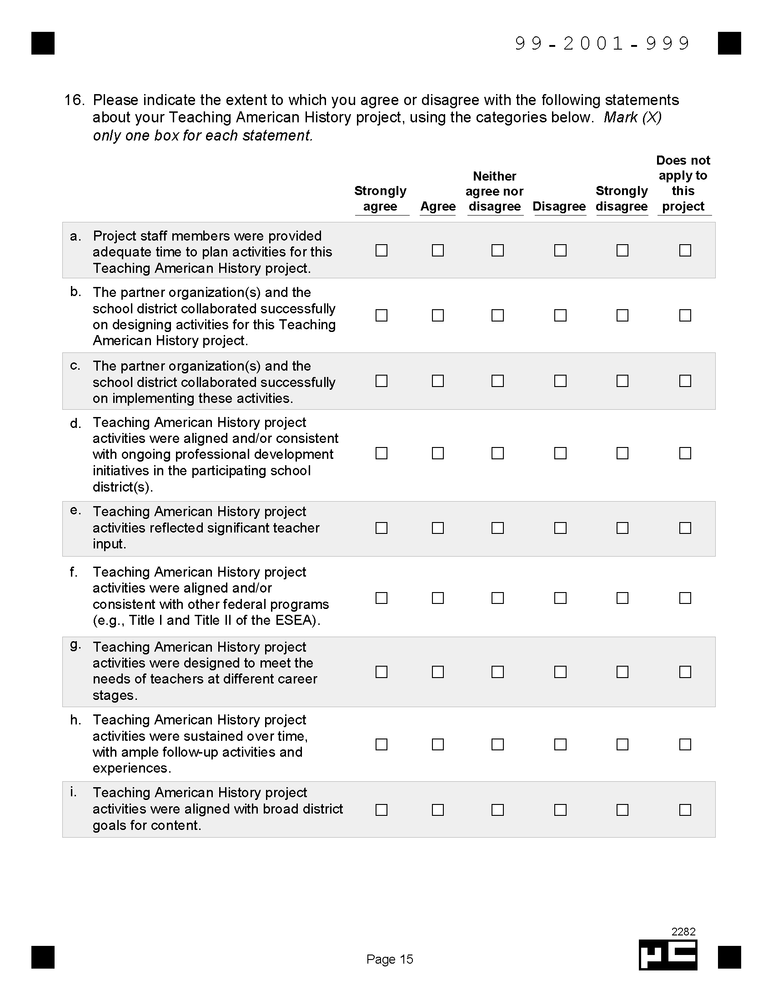 99-2001-999
16. Please indicate the extent to which you agree or disagree with the following statements
about your Teaching American History project, using the categories below. Mark (X)
only one box for each statement.
Strongly
agree
Agree
Neither
agree nor
disagree
Disagree
Strongly
disagree
Does not
apply to
this
project
a. Project staff members were provided
adequate time to plan activities for this
Teaching American History project.
b. The partner organization(s) and the
school district collaborated successfully
on designing activities for this Teaching
American History project.
c. The partner organization(s) and the
school district collaborated successfully
on implementing these activities.
d. Teaching American History project
activities were aligned and/or consistent
with ongoing professional development
initiatives in the participating school
district(s).
e. Teaching American History project
activities reflected significant teacher
input.
f. Teaching American History project
activities were aligned and/or
consistent with other federal programs
(e.g., Title I and Title II of the ESEA).
g. Teaching American History project
activities were designed to meet the
needs of teachers at different career
stages.
h. Teaching American History project
activities were sustained over time,
with ample follow-up activities and
experiences.
i. Teaching American History project
activities were aligned with broad district
goals for content.
2282
Page 15